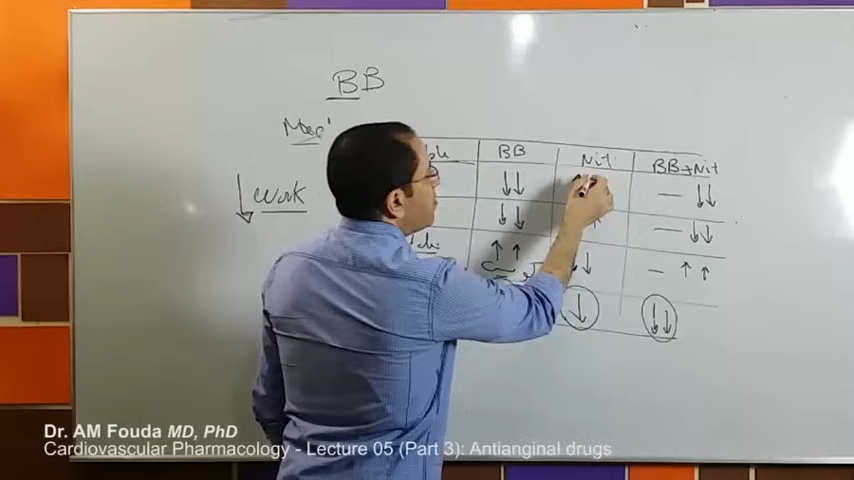 BB
↓ work
BB Nit BB+Nit
↓↓ — ↓↓
↓↓ ↑ — ↓↓
↑↑ ↓ — ↑↑
↓ ↓↓
Dr. AM Fouda MD, PhD
Cardiovascular Pharmacology - Lecture 05 (Part 3): Antianginal drugs